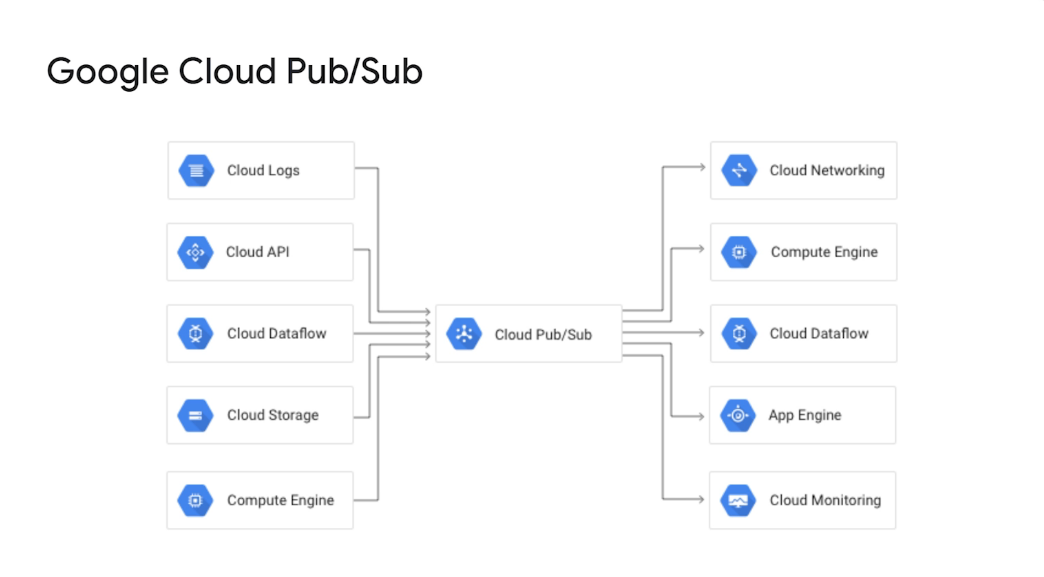 Google Cloud Pub/Sub
Cloud Logs
Cloud API
Cloud Dataflow
Cloud Storage
Compute Engine
Cloud Pub/Sub
Cloud Networking
Compute Engine
Cloud Dataflow
App Engine
Cloud Monitoring